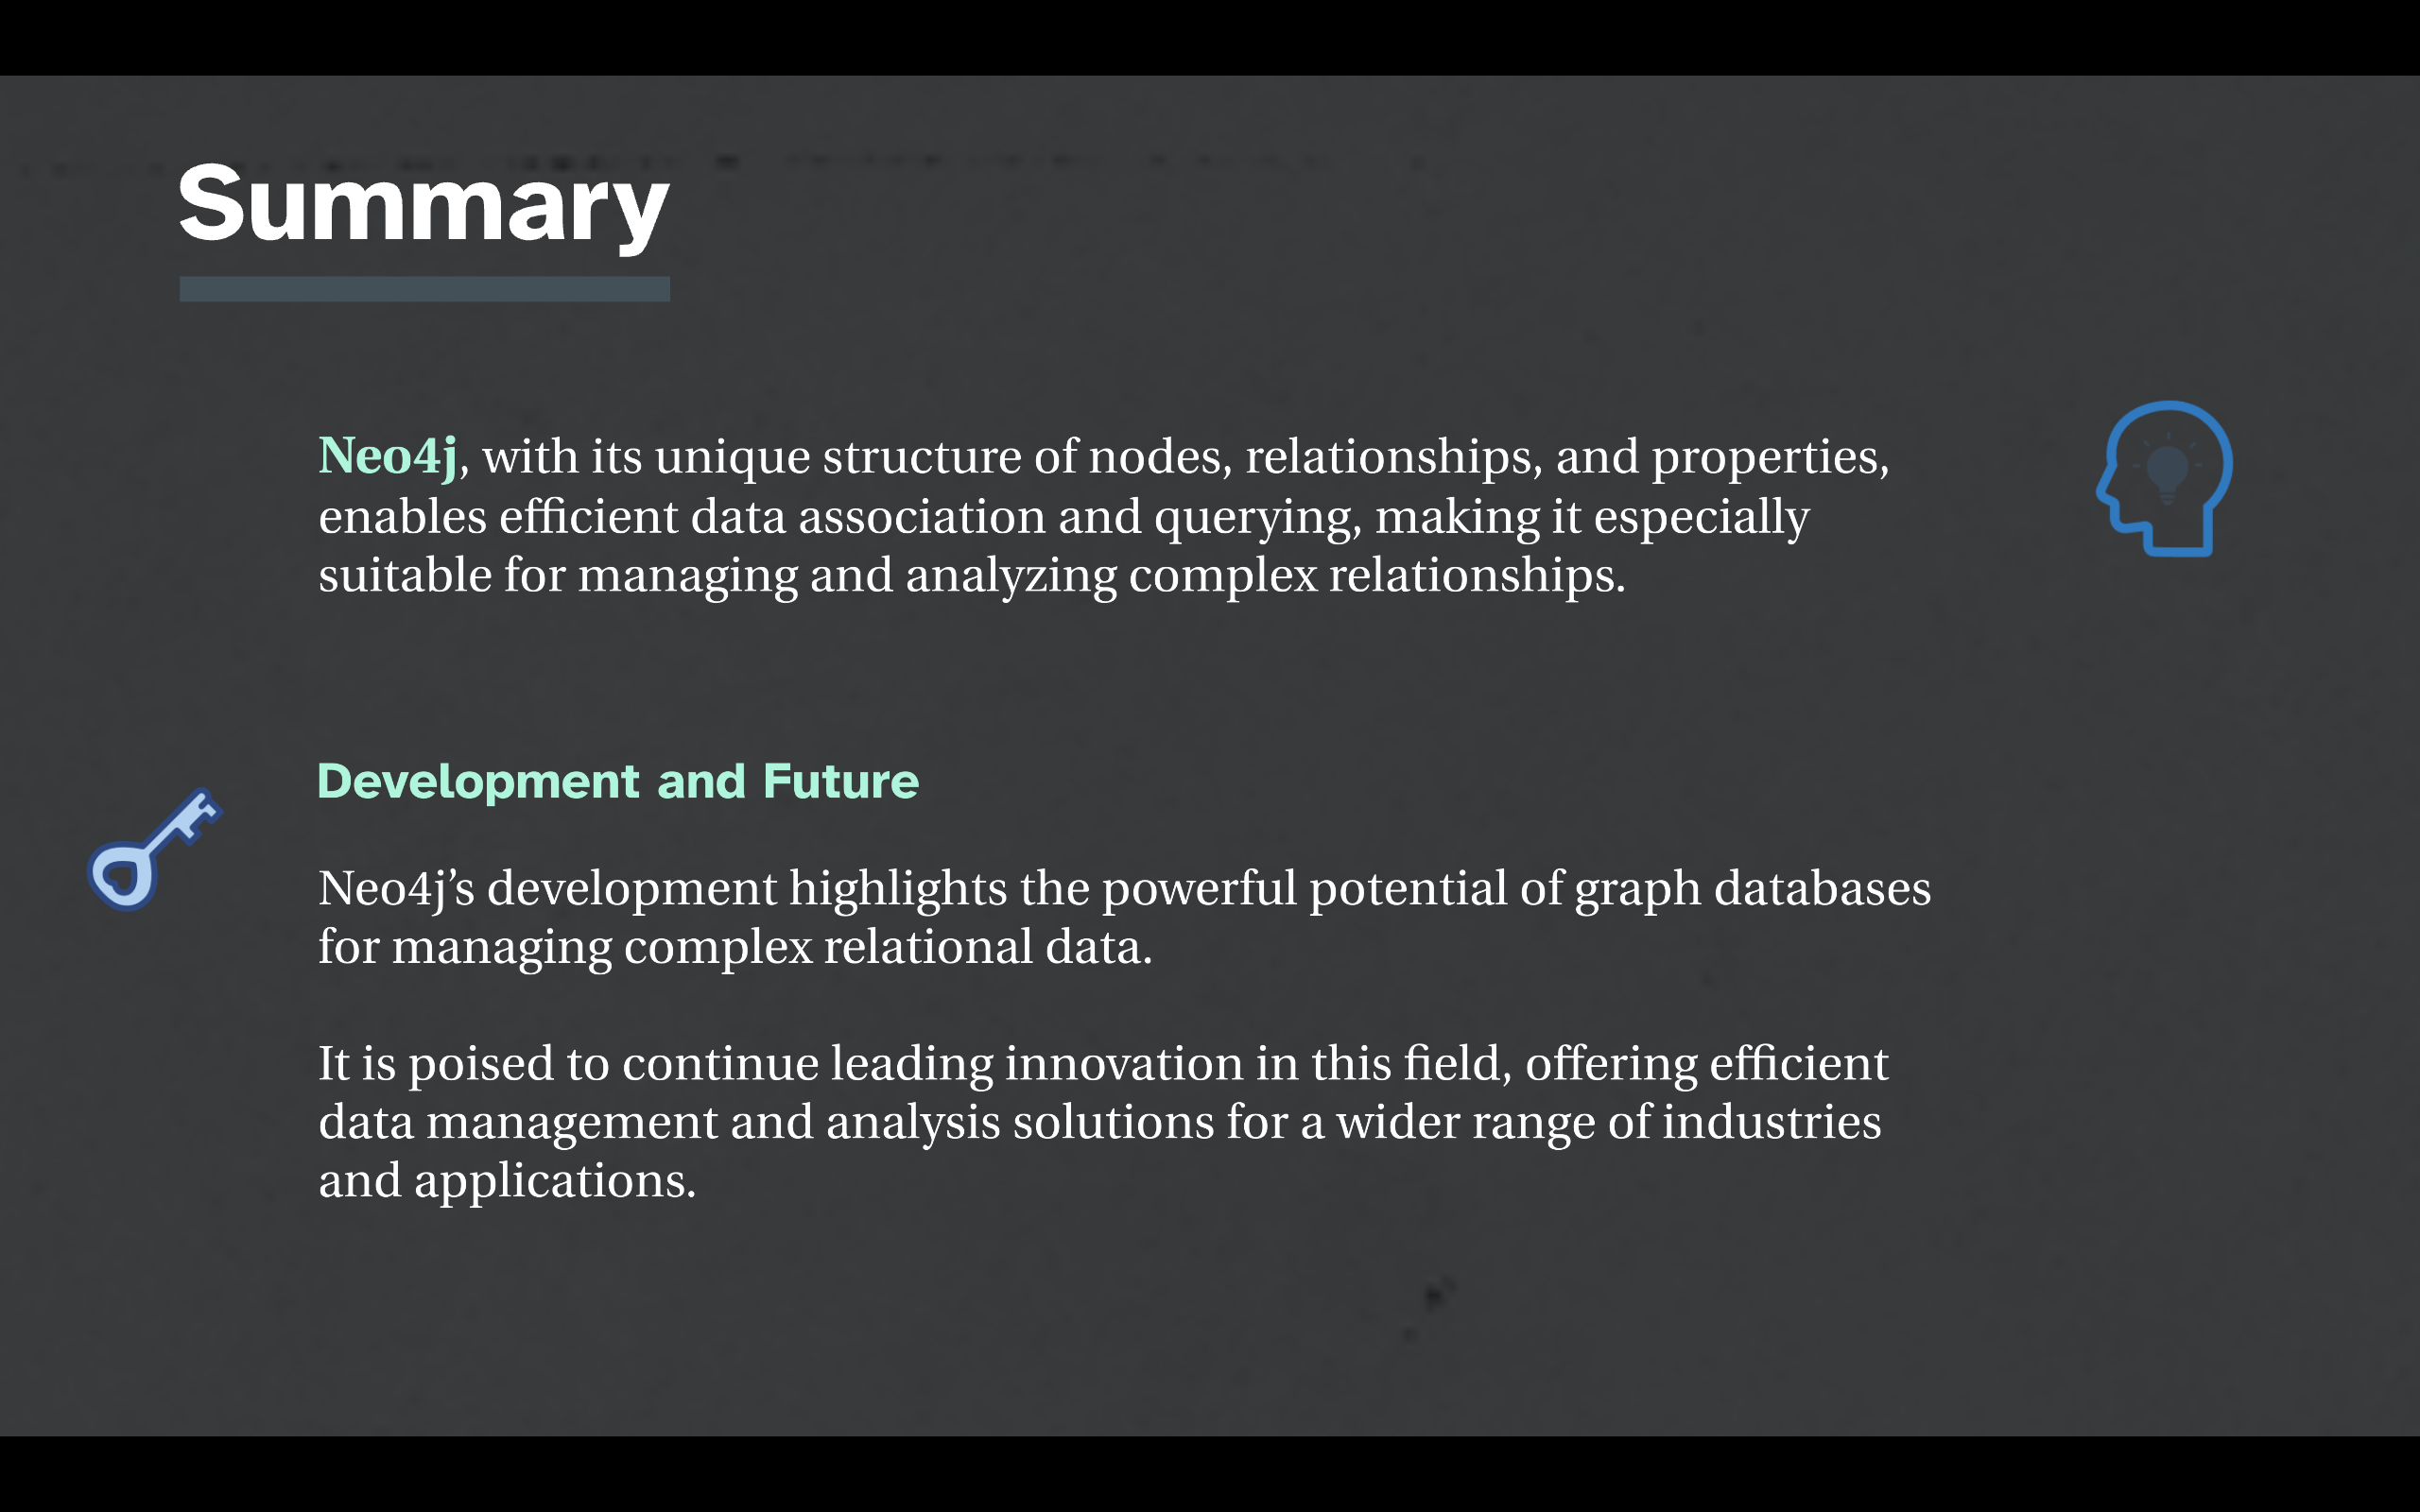 Summary
Neo4j, with its unique structure of nodes, relationships, and properties,
enables efficient data association and querying, making it especially
suitable for managing and analyzing complex relationships.
Development and Future
Neo4j’s development highlights the powerful potential of graph databases
for managing complex relational data.
It is poised to continue leading innovation in this field, offering efficient
data management and analysis solutions for a wider range of industries
and applications.